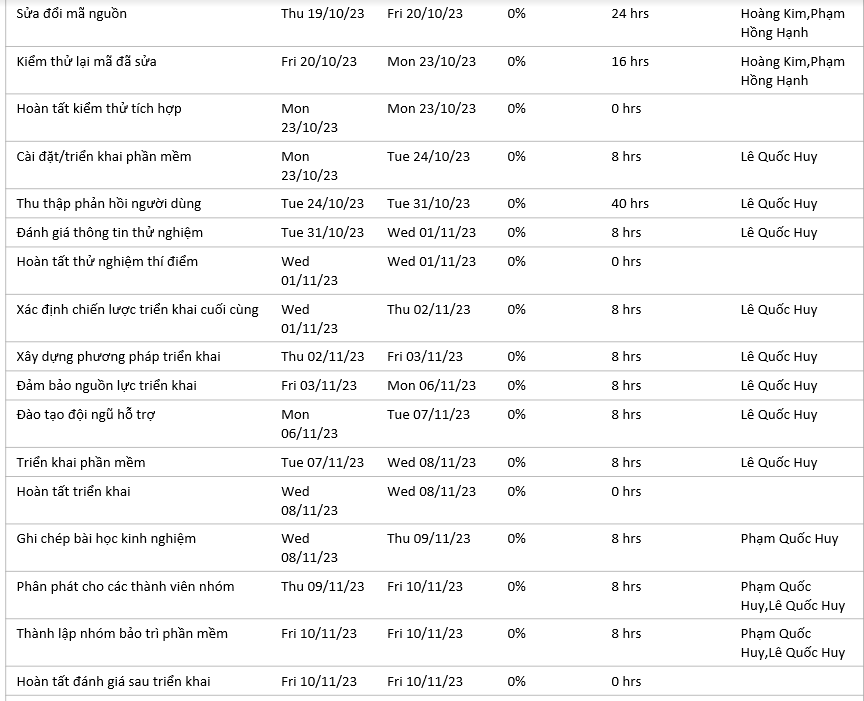 Sửa đổi mã nguồn Thu 19/10/23 Fri 20/10/23 0% 24 hrs Hoàng Kim,Phạm
Hồng Hạnh
Kiểm thử lại mã đã sửa Fri 20/10/23 Mon 23/10/23 0% 16 hrs Hoàng Kim,Phạm
Hồng Hạnh
Hoàn tất kiểm thử tích hợp Mon Mon 23/10/23 0% 0 hrs
23/10/23
Cài đặt/triển khai phần mềm Mon Tue 24/10/23 0% 8 hrs Lê Quốc Huy
23/10/23
Thu thập phản hồi người dùng Tue 24/10/23 Tue 31/10/23 0% 40 hrs Lê Quốc Huy
Đánh giá thông tin thử nghiệm Tue 31/10/23 Wed 01/11/23 0% 8 hrs Lê Quốc Huy
Hoàn tất thử nghiệm thí điểm Wed Wed 01/11/23 0% 0 hrs
01/11/23
Xác định chiến lược triển khai cuối cùng Wed Thu 02/11/23 0% 8 hrs Lê Quốc Huy
01/11/23
Xây dựng phương pháp triển khai Thu 02/11/23 Fri 03/11/23 0% 8 hrs Lê Quốc Huy
Đảm bảo nguồn lực triển khai Fri 03/11/23 Mon 06/11/23 0% 8 hrs Lê Quốc Huy
Đào tạo đội ngũ hỗ trợ Mon Tue 07/11/23 0% 8 hrs Lê Quốc Huy
06/11/23
Triển khai phần mềm Tue 07/11/23 Wed 08/11/23 0% 8 hrs Lê Quốc Huy
Hoàn tất triển khai Wed Wed 08/11/23 0% 0 hrs
08/11/23
Ghi chép bài học kinh nghiệm Wed Thu 09/11/23 0% 8 hrs Phạm Quốc Huy
08/11/23
Phân phát cho các thành viên nhóm Thu 09/11/23 Fri 10/11/23 0% 8 hrs Phạm Quốc
Huy,Lê Quốc Huy
Thành lập nhóm bảo trì phần mềm Fri 10/11/23 Fri 10/11/23 0% 8 hrs Phạm Quốc
Huy,Lê Quốc Huy
Hoàn tất đánh giá sau triển khai Fri 10/11/23 Fri 10/11/23 0% 0 hrs